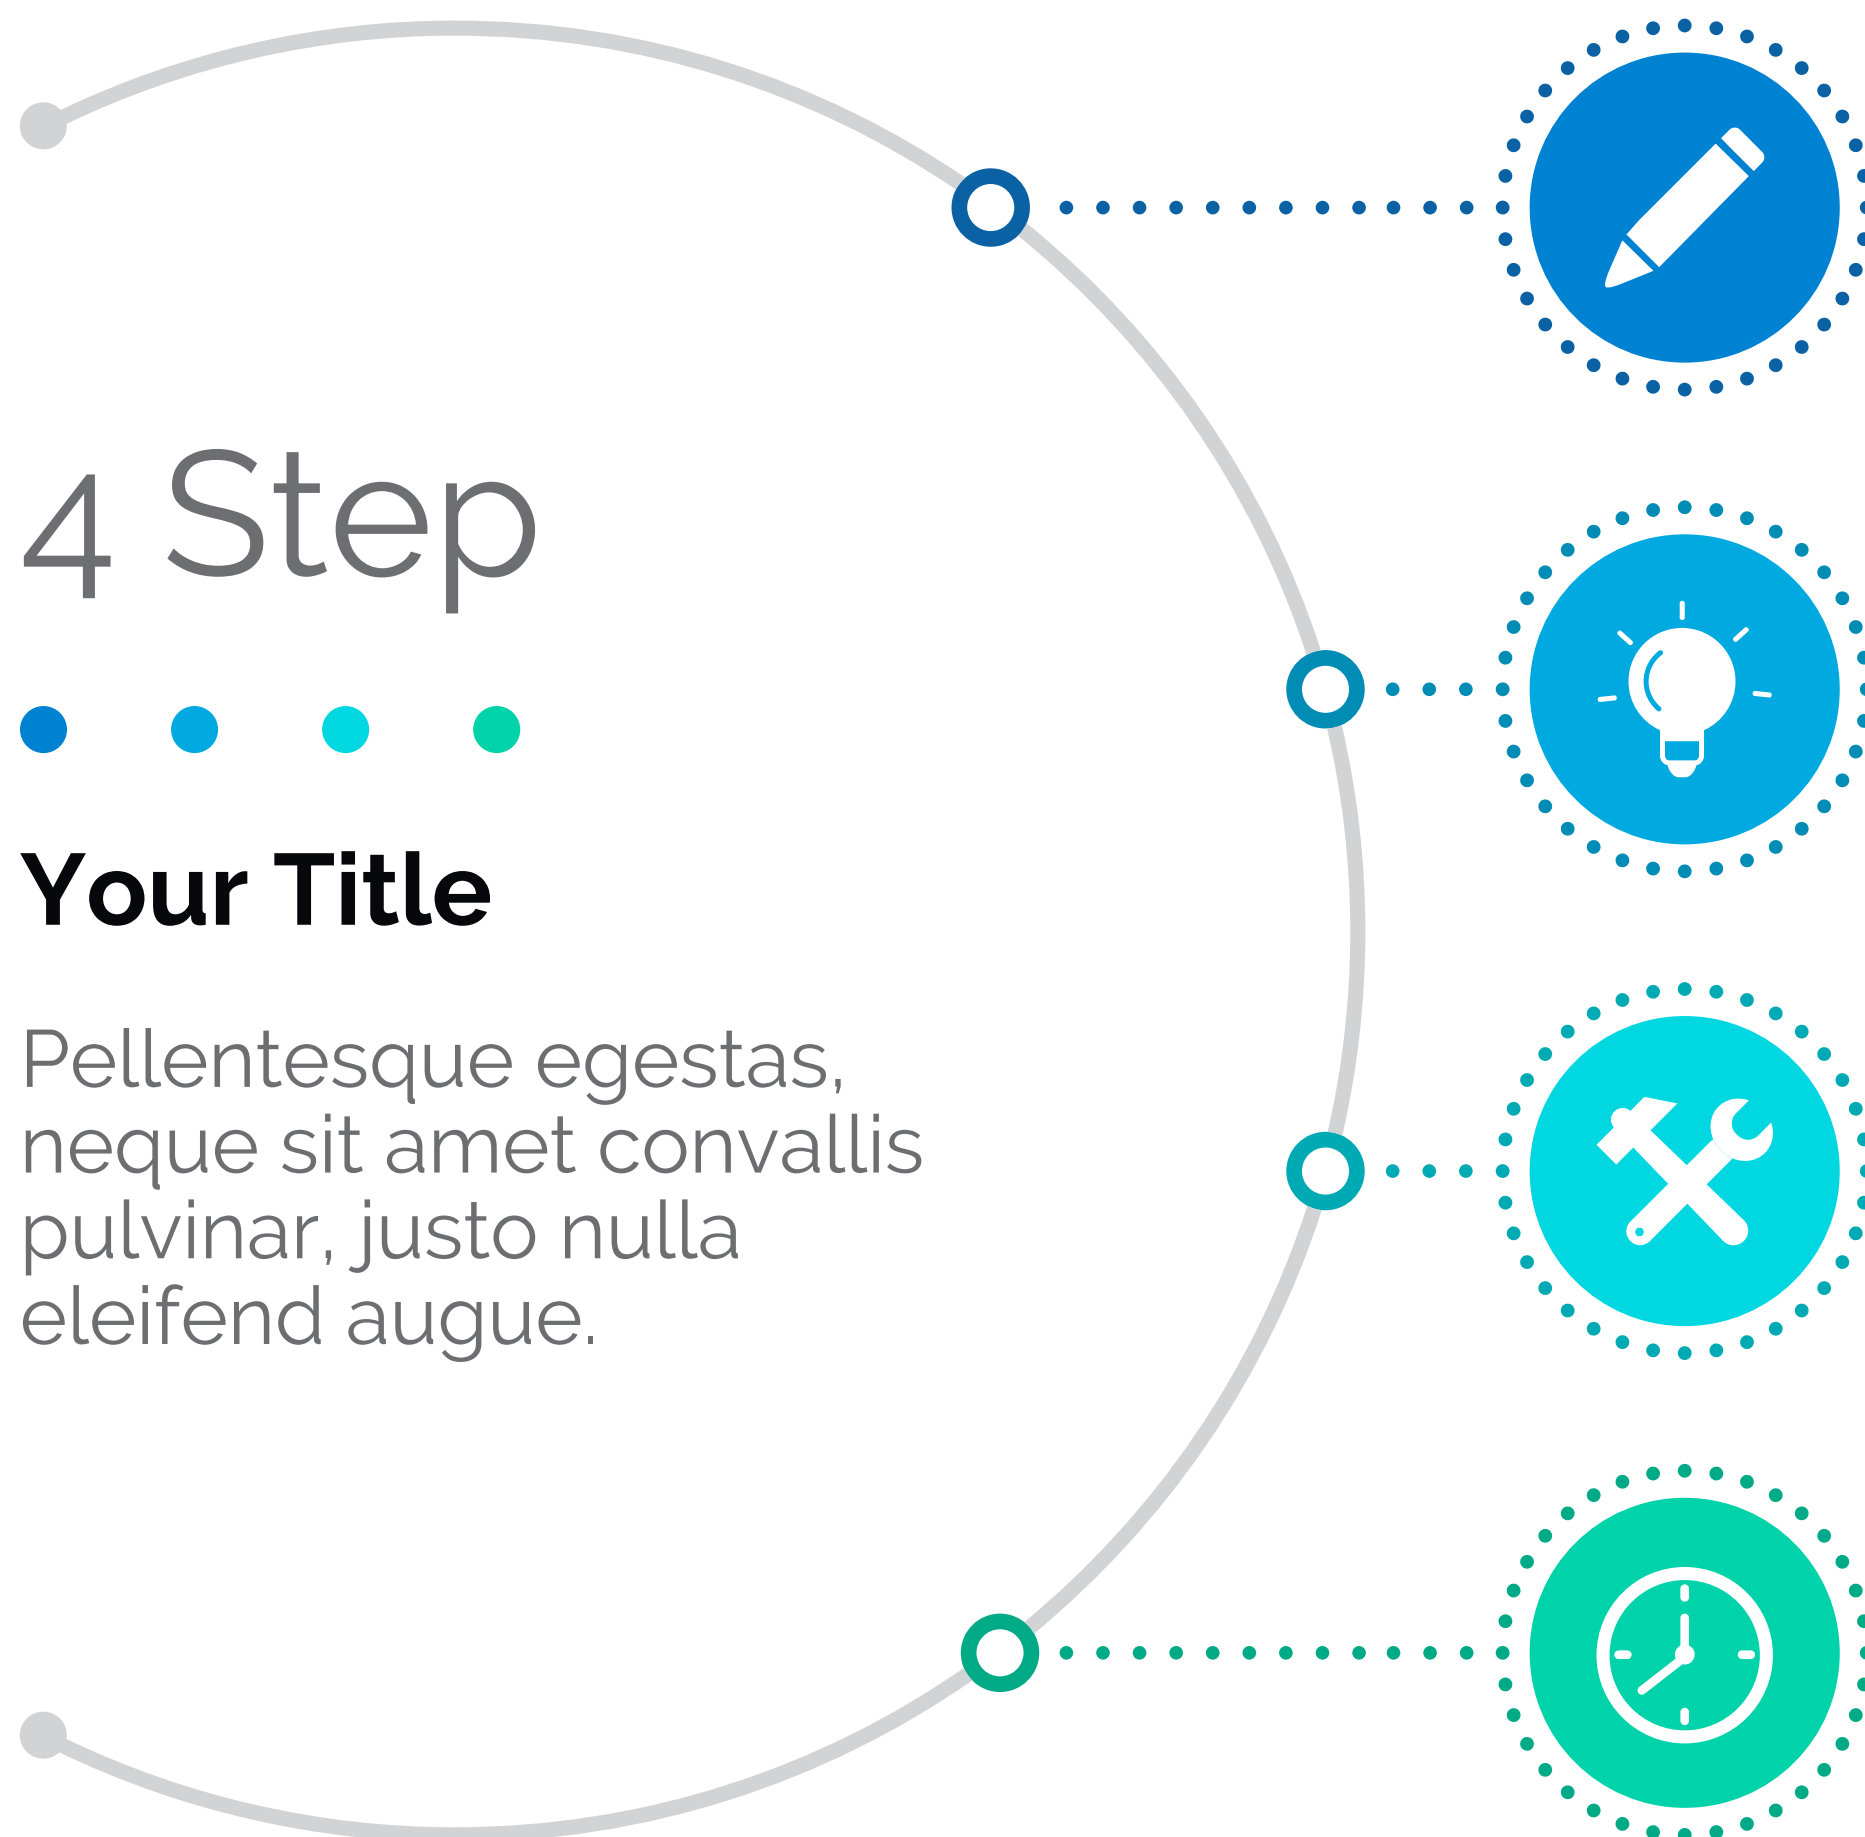 4 Step
Your Title
Pellentesque egestas,
neque sit amet convallis
pulvinar, justo nulla
eleifend augue.